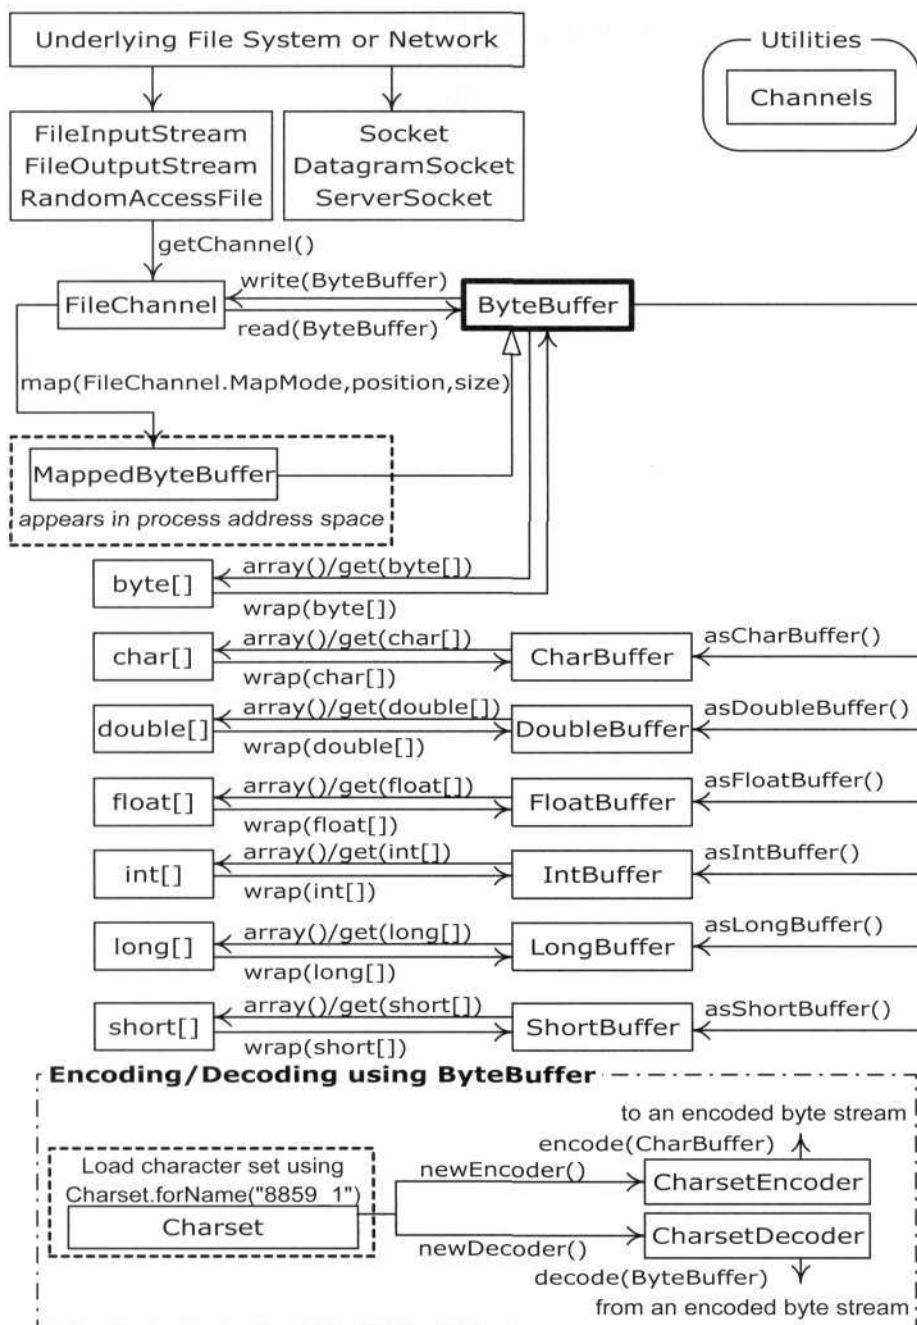 Underlying File System or Network
Utilities
Channels
FileInputStream
FileOutputStream
RandomAccessFile
Socket
DatagramSocket
ServerSocket
getChannel()
write(ByteBuffer)
FileChannel
ByteBuffer
read(ByteBuffer)
map(FileChannel.MapMode,position,size)
MappedByteBuffer
appears in process address space
array()/get(byte[])
byte[]
wrap(byte[])
array()/get(char[])
asCharBuffer()
char[]
CharBuffer
wrap(char[])
array()/get(double[])
asDoubleBuffer()
double[]
DoubleBuffer
wrap(double[])
array()/get(float[])
asFloatBuffer()
float[]
FloatBuffer
wrap(float[])
array()/get(int[])
asIntBuffer()
int[]
IntBuffer
wrap(int[])
array()/get(long[])
asLongBuffer()
long[]
LongBuffer
wrap(long[])
array()/get(short[])
asShortBuffer()
short[]
ShortBuffer
wrap(short[])
Encoding/Decoding using ByteBuffer
to an encoded byte stream
encode(CharBuffer)
Load character set using
Charset.forName("8859_1")
Charset
newEncoder()
CharsetEncoder
newDecoder()
CharsetDecoder
decode(ByteBuffer)
from an encoded byte stream